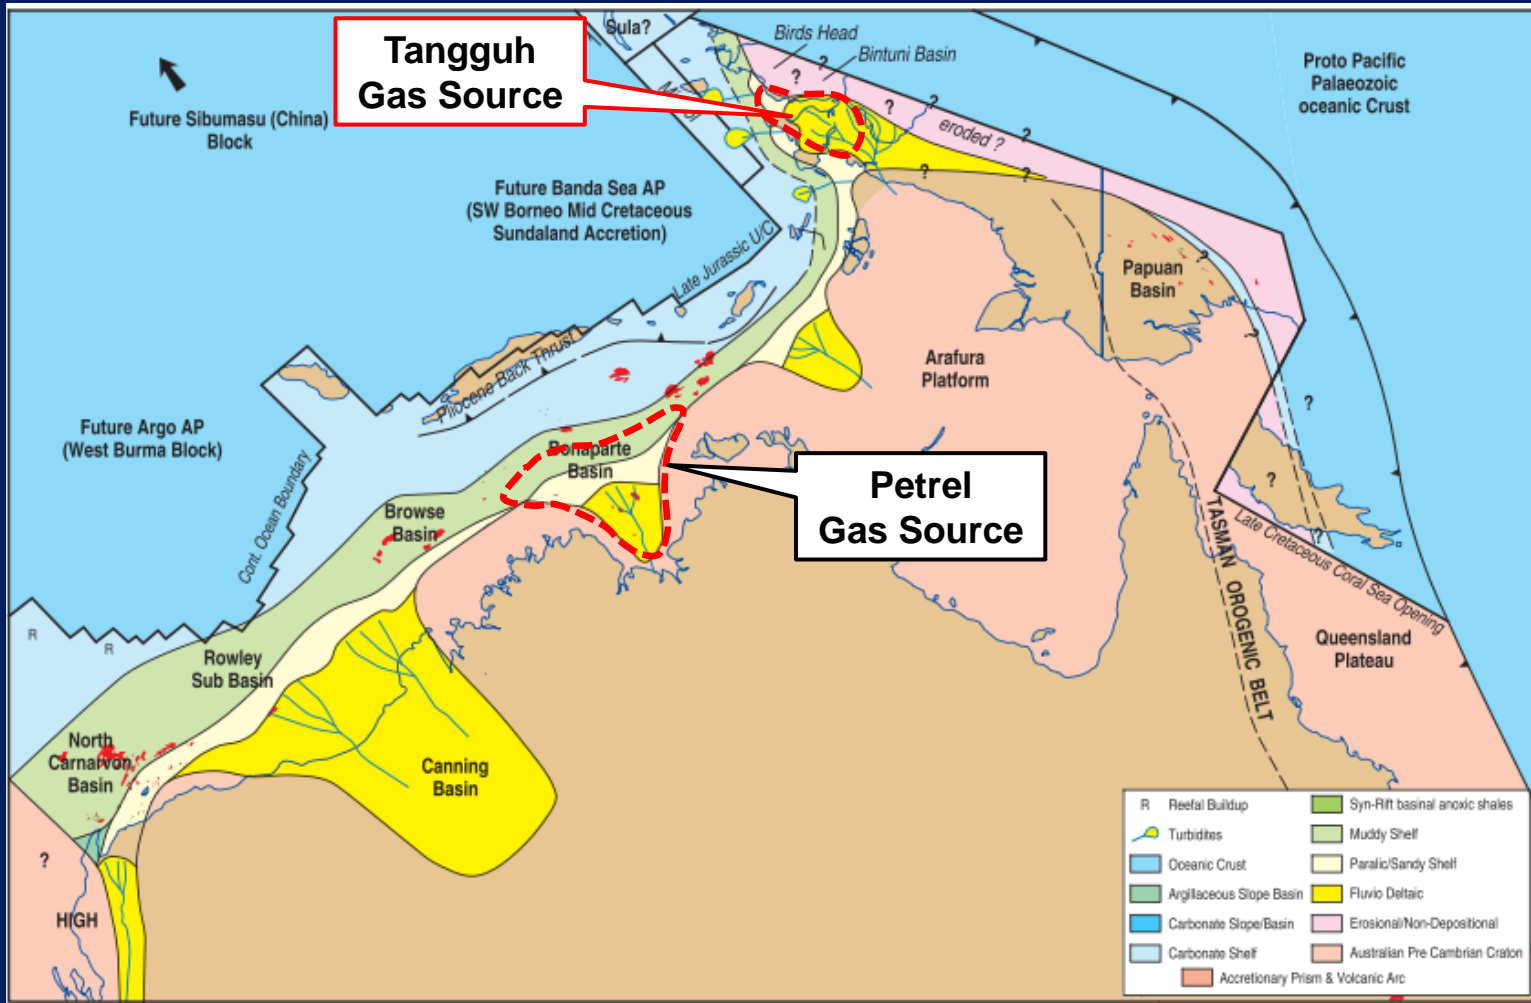 Sula?
Birds Head
Bintuni Basin
Tangguh
Gas Source
?
?
?
?
eroded ?
?
?
?
?
Proto Pacific
Palaeozoic
oceanic Crust
Future Sibumasu (China)
Block
Future Banda Sea AP
(SW Borneo Mid Cretaceous
Sundaland Accretion)
Late Jurassic U/C
Papuan
Basin
?
?
?
?
?
?
Pliocene Back Thrust
Arafura
Platform
Future Argo AP
(West Burma Block)
Cont. Ocean Boundary
Bonaparte
Basin
Petrel
Gas Source
Browse
Basin
TASMAN OROGENIC BELT
Late Cretaceous Coral Sea Opening
Queensland
Plateau
R
R
Rowley
Sub Basin
North
Carnarvon
Basin
Canning
Basin
?
HIGH
R Reefal Buildup
Turbidites
Oceanic Crust
Argillaceous Slope Basin
Carbonate Slope/Basin
Carbonate Shelf
Syn-Rift basinal anoxic shales
Muddy Shelf
Paralic/Sandy Shelf
Fluvio Deltaic
Erosional/Non-Depositional
Australian Pre Cambrian Craton
Accretionary Prism & Volcanic Arc